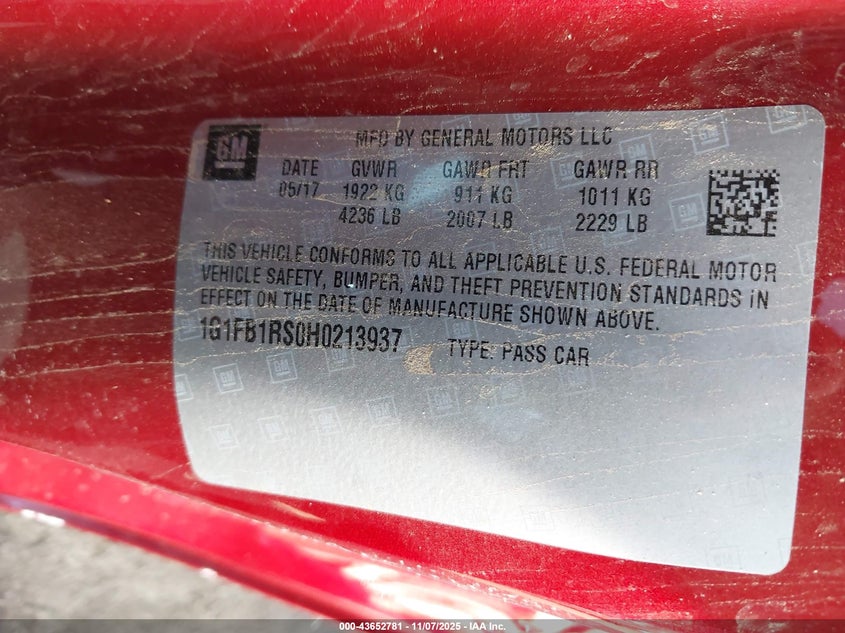 GM
MFD BY GENERAL MOTORS LLC
DATE GVWR GAWR FRT GAWR RR
05/17 1922 KG 911 KG 1011 KG
4236 LB 2007 LB 2229 LB
THIS VEHICLE CONFORMS TO ALL APPLICABLE U.S. FEDERAL MOTOR
VEHICLE SAFETY, BUMPER, AND THEFT PREVENTION STANDARDS IN
EFFECT ON THE DATE OF MANUFACTURE SHOWN ABOVE.
1G1FB1RS0H0213937 TYPE: PASS CAR
000-43652781 - 11/07/2025 - IAA Inc.